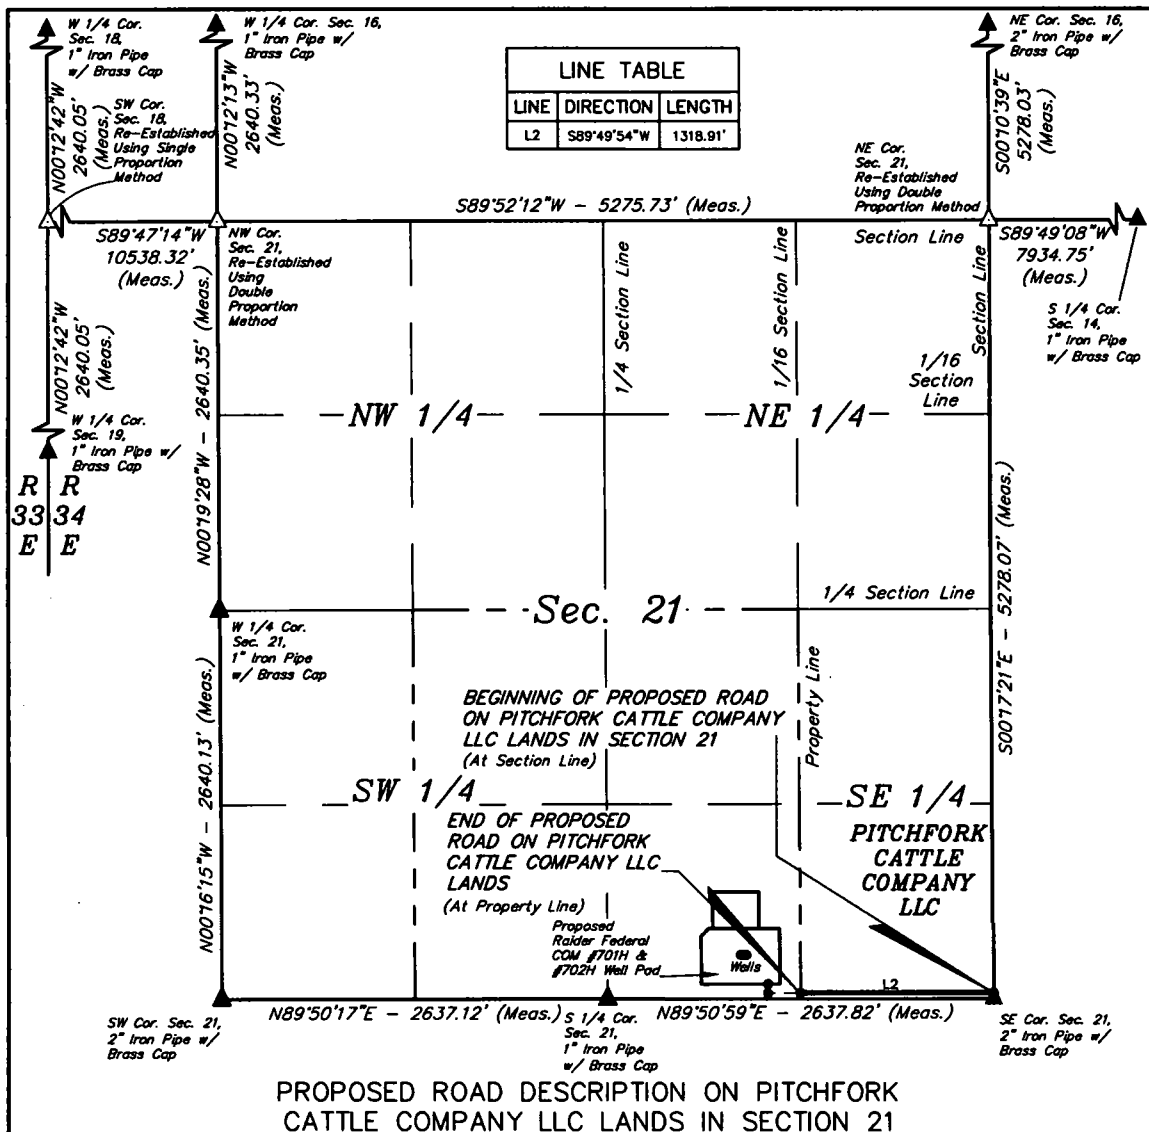 W 1/4 Cor.
Sec. 18,
1" Iron Pipe
w/ Brass Cap
W 1/4 Cor. Sec. 16,
1" Iron Pipe w/
Brass Cap
NE Cor. Sec. 16,
2" Iron Pipe w/
Brass Cap
LINE TABLE
LINE DIRECTION LENGTH
L2 S89°49'54"W 1318.91'
N00°12'42"W
2640.05'
(Meas.)
SW Cor.
Sec. 18,
Re-Established
Using Single
Proportion
Method
N00°12'13"W
2640.33'
(Meas.)
S00°10'39"E
5278.03'
(Meas.)
NE Cor.
Sec. 21,
Re-Established
Using Double
Proportion Method
S89°52'12"W - 5275.73' (Meas.)
S89°47'14"W
10538.32'
(Meas.)
NW Cor.
Sec. 21,
Re-Established
Using
Double
Proportion
Method
Section Line
S89°49'08"W
7934.75'
(Meas.)
S 1/4 Cor.
Sec. 14,
1" Iron Pipe
w/ Brass Cap
N00°12'42"W
2640.05'
(Meas.)
W 1/4 Cor.
Sec. 19,
1" Iron Pipe w/
Brass Cap
N00°19'28"W - 2640.35' (Meas.)
1/4 Section Line
1/16 Section Line
Section Line
1/16
Section
Line
NW 1/4
NE 1/4
R R
33 34
E E
S00°17'21"E - 5278.07' (Meas.)
Sec. 21
1/4 Section Line
W 1/4 Cor.
Sec. 21,
1" Iron Pipe
w/ Brass Cap
N00°16'15"W - 2640.13' (Meas.)
Property Line
BEGINNING OF PROPOSED ROAD
ON PITCHFORK CATTLE COMPANY
LLC LANDS IN SECTION 21
(At Section Line)
SW 1/4
SE 1/4
END OF PROPOSED
ROAD ON PITCHFORK
CATTLE COMPANY LLC
LANDS
(At Property Line)
PITCHFORK
CATTLE
COMPANY
LLC
Proposed
Raider Federal
COM #701H &
#702H Well Pad
Wells
L2
SW Cor. Sec. 21,
2" Iron Pipe w/
Brass Cap
N89°50'17"E - 2637.12' (Meas.)
S 1/4 Cor.
Sec. 21,
1" Iron Pipe
w/ Brass Cap
N89°50'59"E - 2637.82' (Meas.)
SE Cor. Sec. 21,
2" Iron Pipe w/
Brass Cap
PROPOSED ROAD DESCRIPTION ON PITCHFORK
CATTLE COMPANY LLC LANDS IN SECTION 21